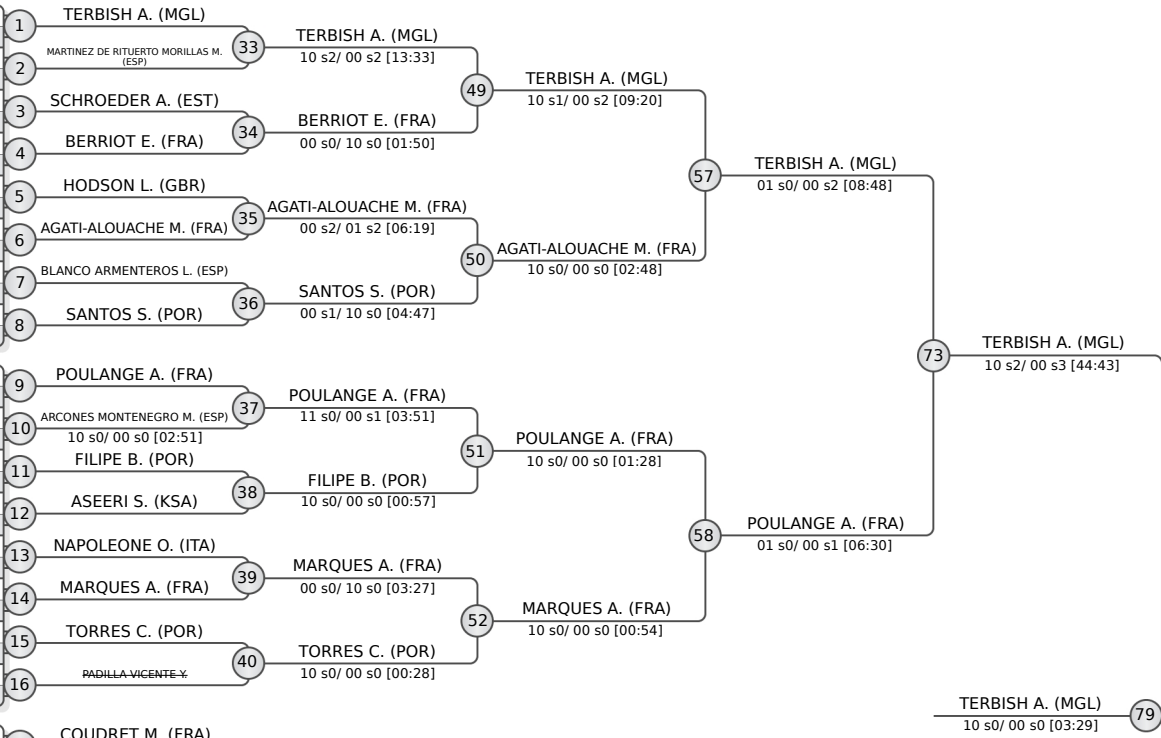 1
TERBISH A. (MGL)
2
MARTINEZ DE RITUERTO MORILLAS M.
(ESP)
33
TERBISH A. (MGL)
10 s2/ 00 s2 [13:33]
3
SCHROEDER A. (EST)
4
BERRIOT E. (FRA)
34
BERRIOT E. (FRA)
00 s0/ 10 s0 [01:50]
49
TERBISH A. (MGL)
10 s1/ 00 s2 [09:20]
5
HODSON L. (GBR)
6
AGATI-ALOUACHE M. (FRA)
35
AGATI-ALOUACHE M. (FRA)
00 s2/ 01 s2 [06:19]
7
BLANCO ARMENTEROS L. (ESP)
8
SANTOS S. (POR)
36
SANTOS S. (POR)
00 s1/ 10 s0 [04:47]
50
AGATI-ALOUACHE M. (FRA)
10 s0/ 00 s0 [02:48]
57
TERBISH A. (MGL)
01 s0/ 00 s2 [08:48]
9
POULANGE A. (FRA)
10
ARCONES MONTENEGRO M. (ESP)
10 s0/ 00 s0 [02:51]
37
POULANGE A. (FRA)
11 s0/ 00 s1 [03:51]
11
FILIPE B. (POR)
12
ASEERI S. (KSA)
38
FILIPE B. (POR)
10 s0/ 00 s0 [00:57]
51
POULANGE A. (FRA)
10 s0/ 00 s0 [01:28]
13
NAPOLEONE O. (ITA)
14
MARQUES A. (FRA)
39
MARQUES A. (FRA)
00 s0/ 10 s0 [03:27]
15
TORRES C. (POR)
16
PADILLA VICENTE Y.
40
TORRES C. (POR)
10 s0/ 00 s0 [00:28]
52
MARQUES A. (FRA)
10 s0/ 00 s0 [00:54]
58
POULANGE A. (FRA)
01 s0/ 00 s1 [06:30]
73
TERBISH A. (MGL)
10 s2/ 00 s3 [44:43]
TERBISH A. (MGL)
10 s0/ 00 s0 [03:29]
79
COUDRET M. (FRA)